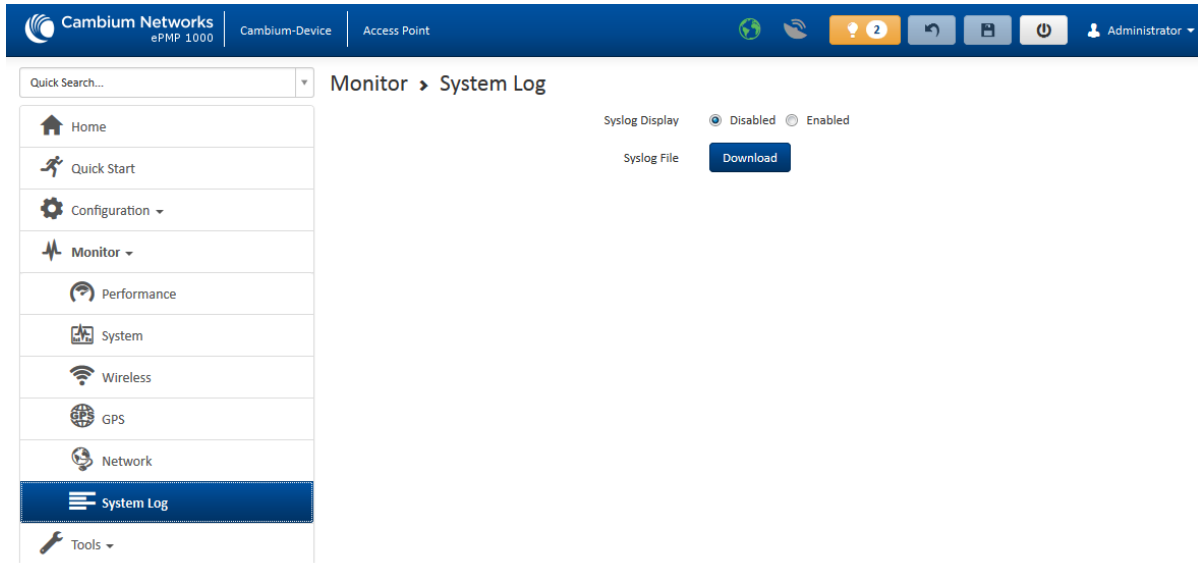 Cambium Networks
ePMP 1000
Cambium-Device
Access Point
2
Administrator
Quick Search...
Monitor > System Log
Syslog Display
Disabled
Enabled
Syslog File
Download
Home
Quick Start
Configuration
Monitor
Performance
System
Wireless
GPS
GPS
Network
System Log
Tools